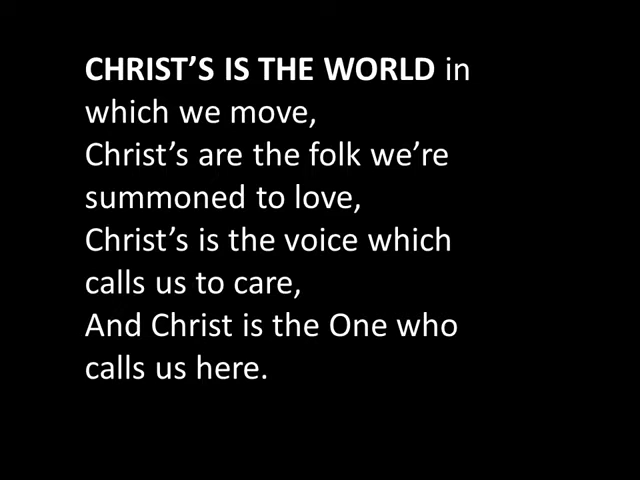 CHRIST’S IS THE WORLD in
which we move,
Christ’s are the folk we’re
summoned to love,
Christ’s is the voice which
calls us to care,
And Christ is the One who
calls us here.